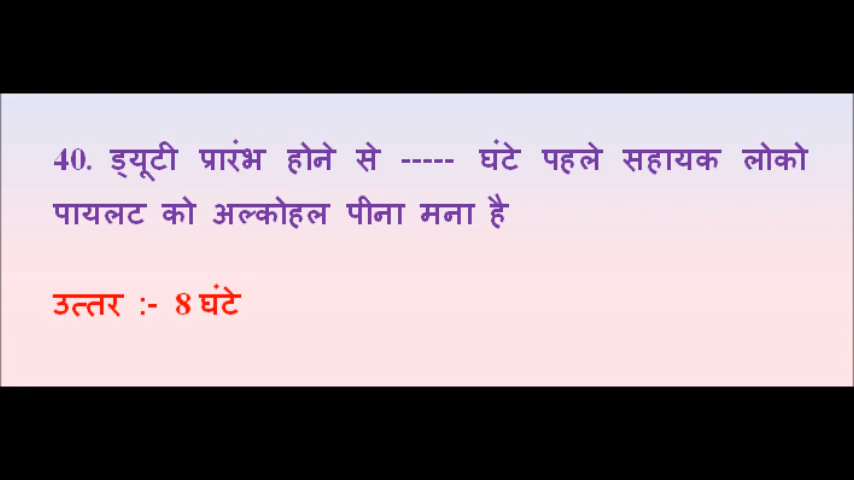 40. ड्यूटी प्रारंभ होने से ----- घंटे पहले सहायक लोको
पायलट को अल्कोहल पीना मना है
उत्तर :- 8 घंटे